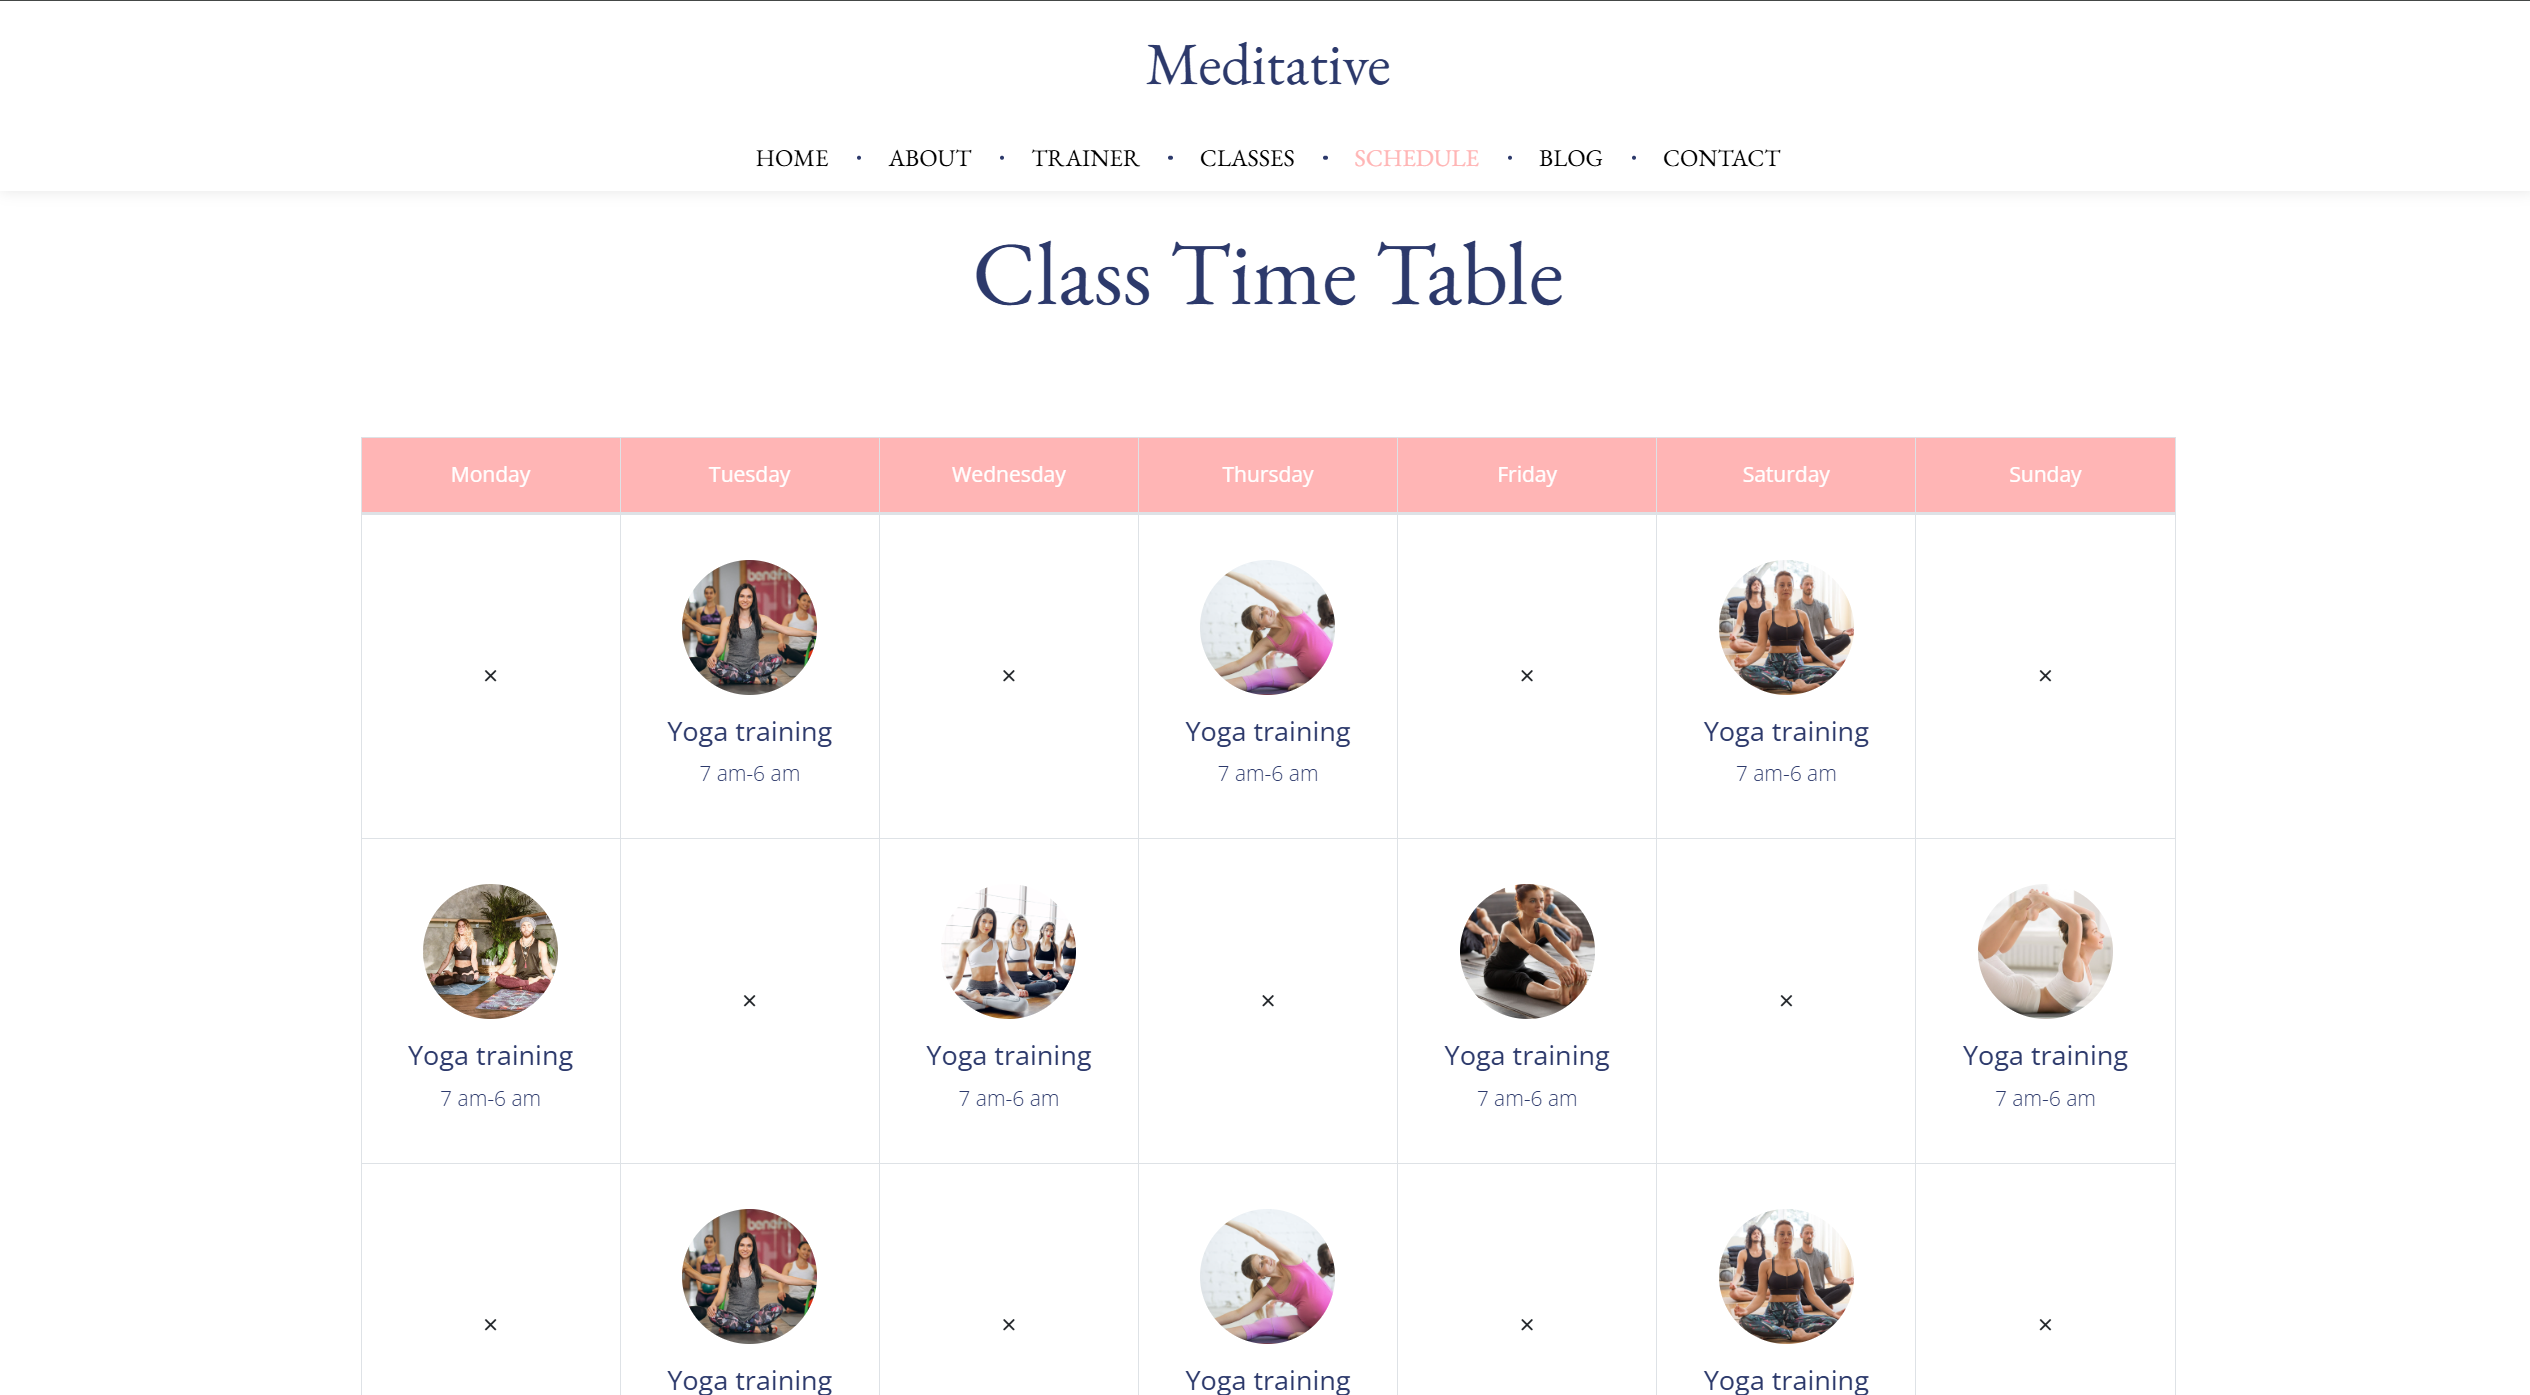 Meditative
HOME • ABOUT • TRAINER • CLASSES • SCHEDULE • BLOG • CONTACT
Class Time Table
Monday Tuesday Wednesday Thursday Friday Saturday Sunday
benefit
× × × ×
Yoga training Yoga training Yoga training
7 am-6 am 7 am-6 am 7 am-6 am
× × ×
Yoga training Yoga training Yoga training Yoga training
7 am-6 am 7 am-6 am 7 am-6 am 7 am-6 am
benefit
× × × ×
Yoga training Yoga training Yoga training